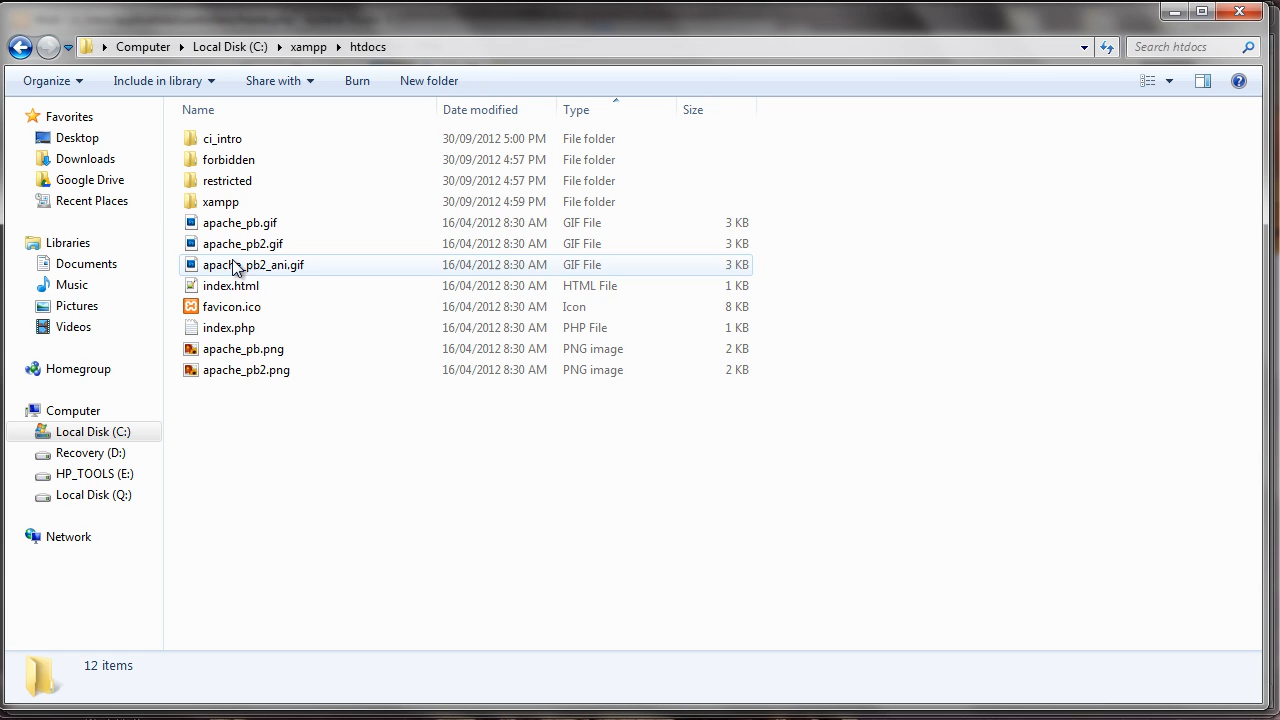 Computer Local Disk (C:) xampp htdocs
Search htdocs
Organize Include in library Share with Burn New folder
Favorites
Desktop
Downloads
Google Drive
Recent Places
Libraries
Documents
Music
Pictures
Videos
Homegroup
Computer
Local Disk (C:)
Recovery (D:)
HP_TOOLS (E:)
Local Disk (Q:)
Network
Name Date modified Type Size
ci_intro 30/09/2012 5:00 PM File folder
forbidden 30/09/2012 4:57 PM File folder
restricted 30/09/2012 4:57 PM File folder
xampp 30/09/2012 4:59 PM File folder
apache_pb.gif 16/04/2012 8:30 AM GIF File 3 KB
apache_pb2.gif 16/04/2012 8:30 AM GIF File 3 KB
apache_pb2_ani.gif 16/04/2012 8:30 AM GIF File 3 KB
index.html 16/04/2012 8:30 AM HTML File 1 KB
favicon.ico 16/04/2012 8:30 AM Icon 8 KB
index.php 16/04/2012 8:30 AM PHP File 1 KB
apache_pb.png 16/04/2012 8:30 AM PNG image 2 KB
apache_pb2.png 16/04/2012 8:30 AM PNG image 2 KB
12 items